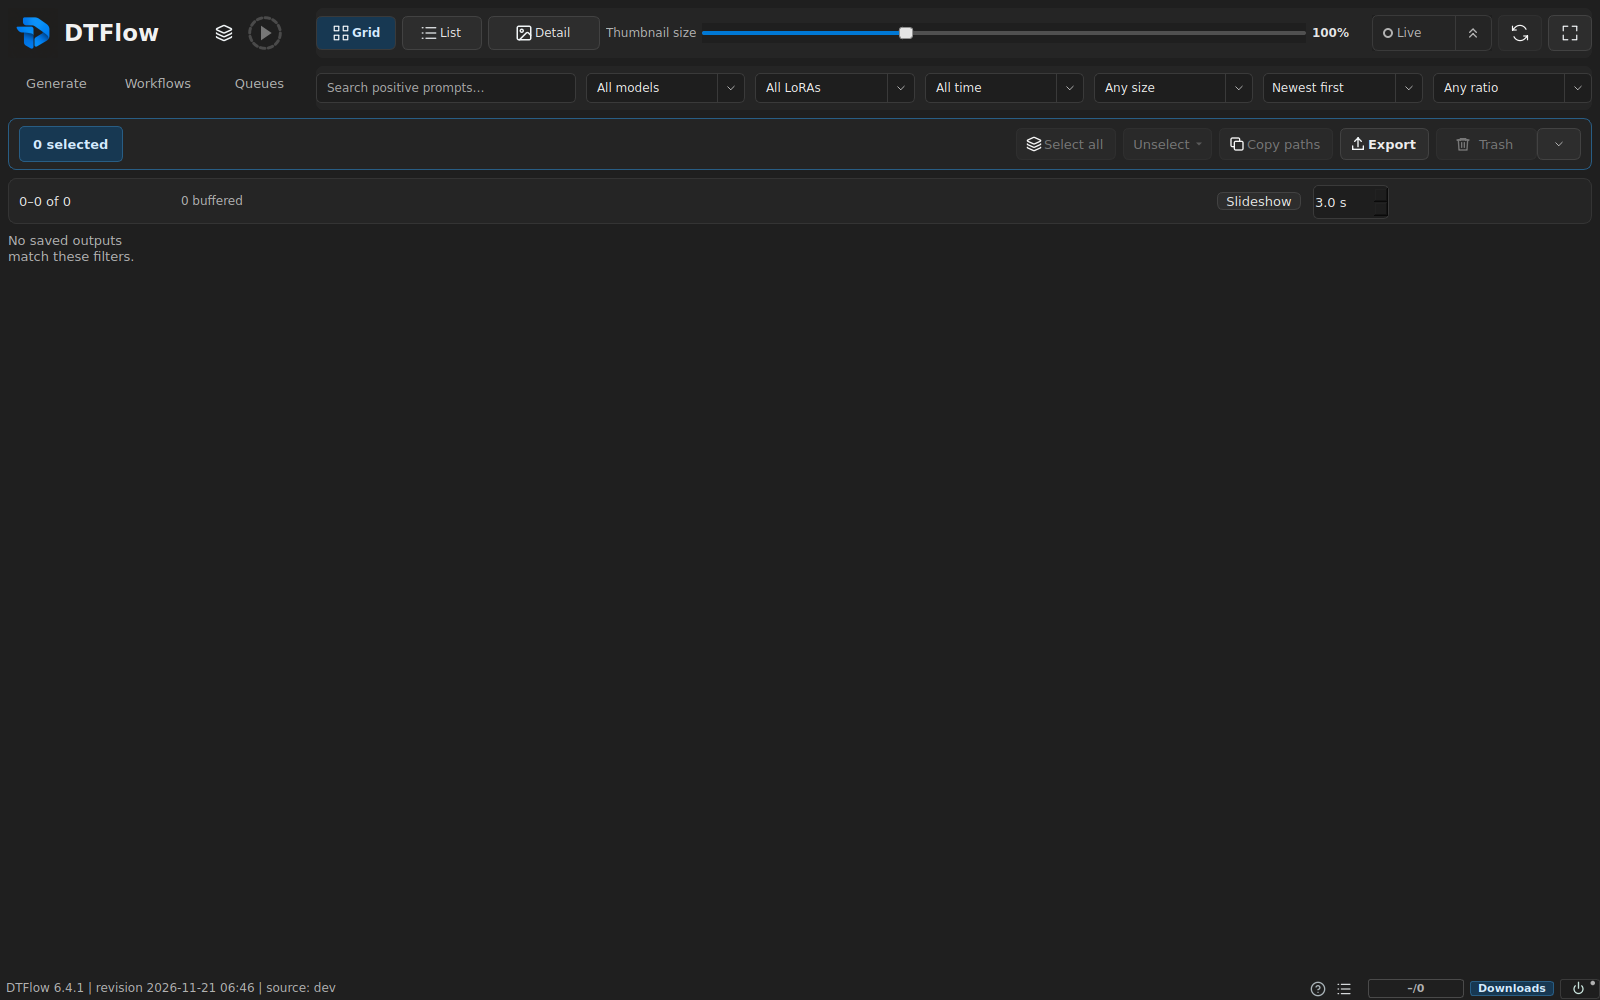 DTFlow
Grid
List
Detail
Thumbnail size
100%
Live
Generate
Workflows
Queues
Search positive prompts...
All models
All LoRAs
All time
Any size
Newest first
Any ratio
0 selected
Select all
Unselect
Copy paths
Export
Trash
0–0 of 0
0 buffered
Slideshow
3.0 s
No saved outputs
match these filters.
DTFlow 6.4.1 | revision 2026-11-21 06:46 | source: dev
–/0
Downloads